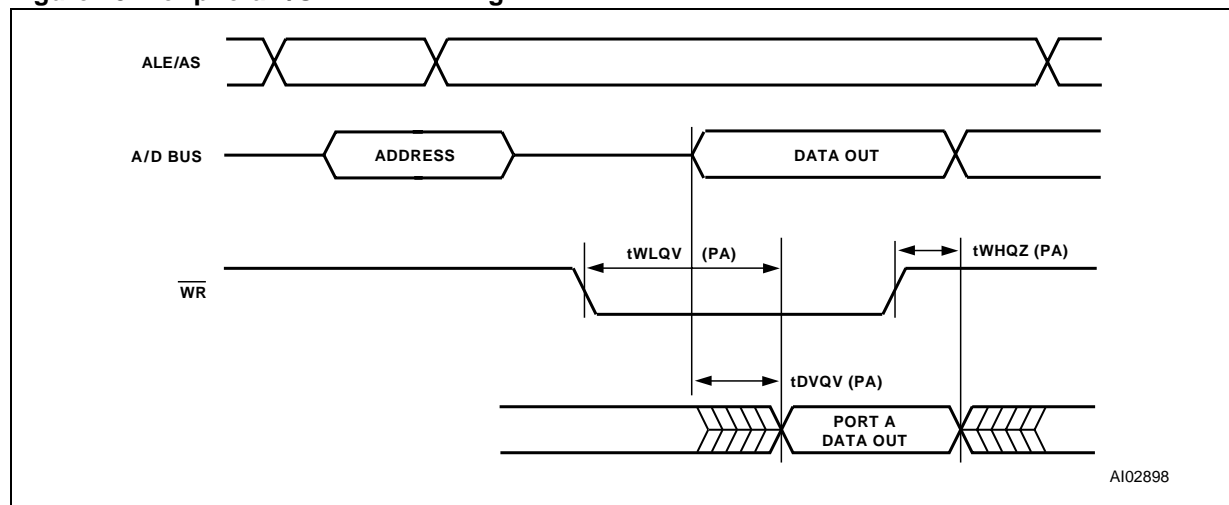 ALE/AS
A/D BUS
ADDRESS
DATA OUT
tWLQV (PA)
tWHQZ (PA)
WR
tDVQV (PA)
PORT A
DATA OUT
AI02898